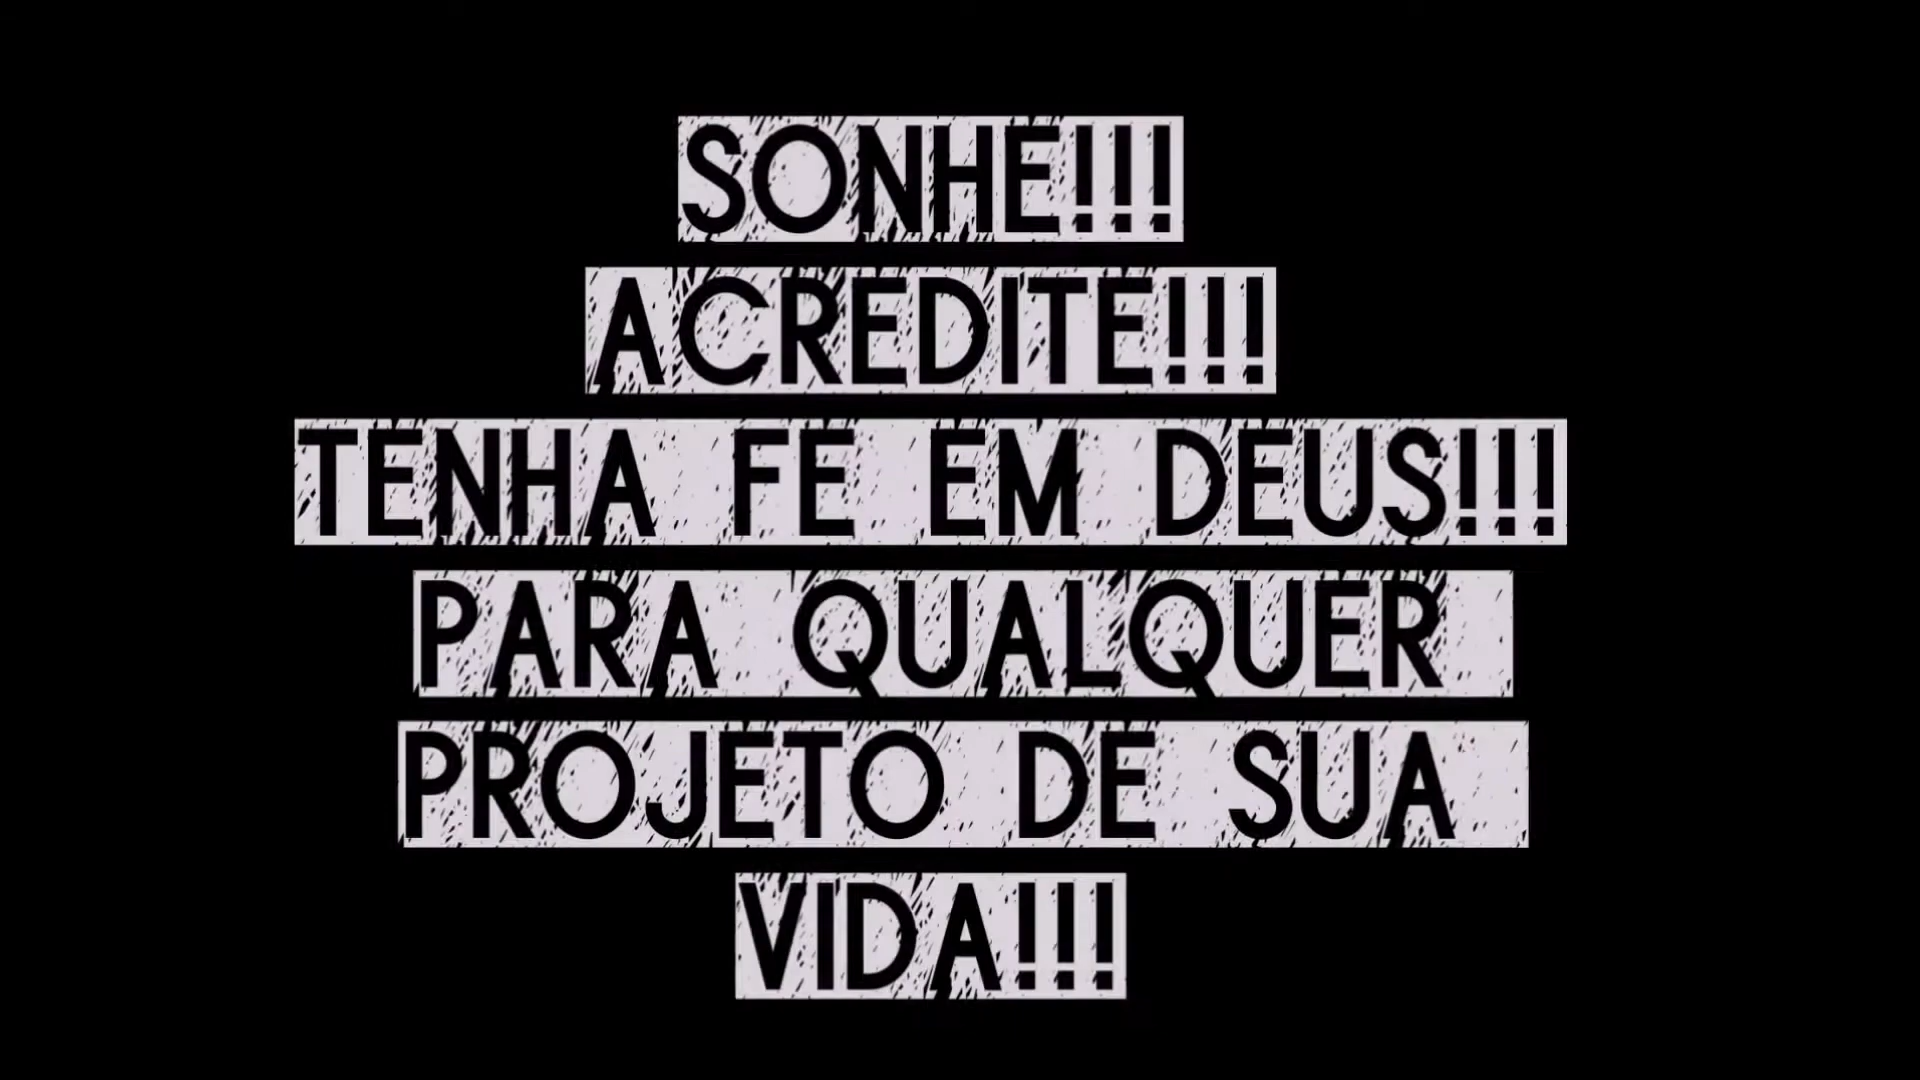 SONHE!!!
ACREDITE!!!
TENHA FE EM DEUS!!!
PARA QUALQUER
PROJETO DE SUA
VIDA!!!